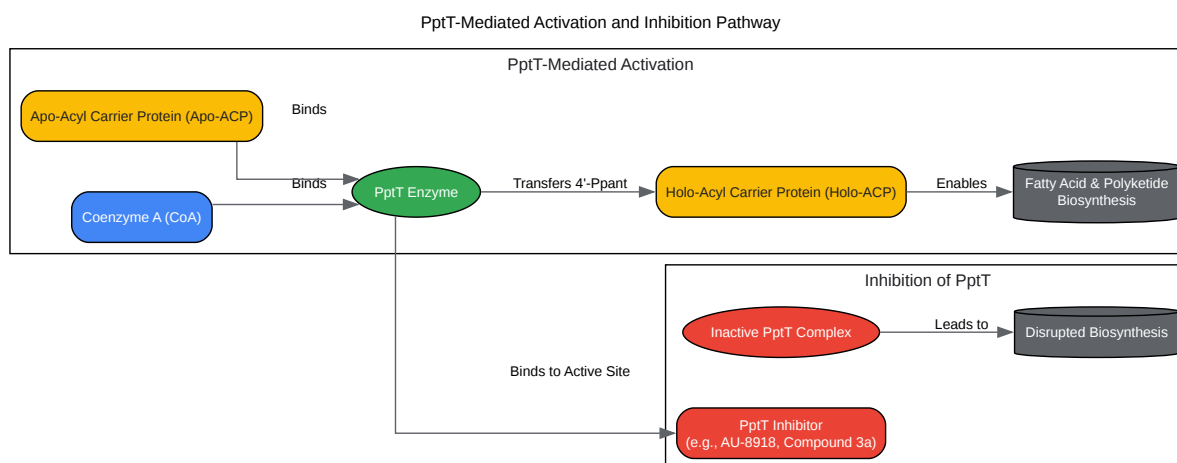 PptT-Mediated Activation and Inhibition Pathway
PptT-Mediated Activation
Apo-Acyl Carrier Protein (Apo-ACP)
Binds
Coenzyme A (CoA)
Binds
PptT Enzyme
Transfers 4'-Ppant
Holo-Acyl Carrier Protein (Holo-ACP)
Enables
Fatty Acid & Polyketide
Biosynthesis
Inhibition of PptT
Inactive PptT Complex
Leads to
Disrupted Biosynthesis
Binds to Active Site
PptT Inhibitor
(e.g., AU-8918, Compound 3a)